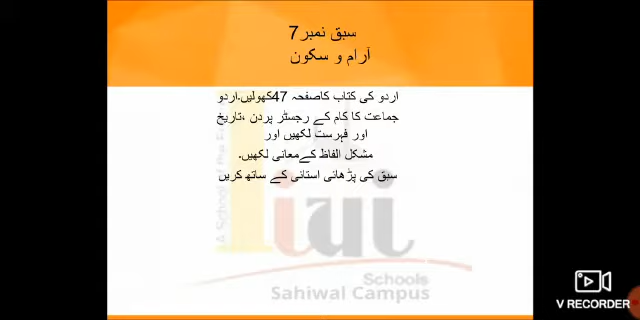 سبق نمبر7
آرام و سکون
اردو کی کتاب کاصفحہ 47کھولیں۔اردو
جماعت کا کام کے رجسٹر پردن ،تاریخ
اور فہرست لکھیں اور
مشکل الفاظ کےمعانی لکھیں.
سبق کی پڑھائی استانی کے ساتھ کریں
Schools
Sahiwal Campus
V RECORDER